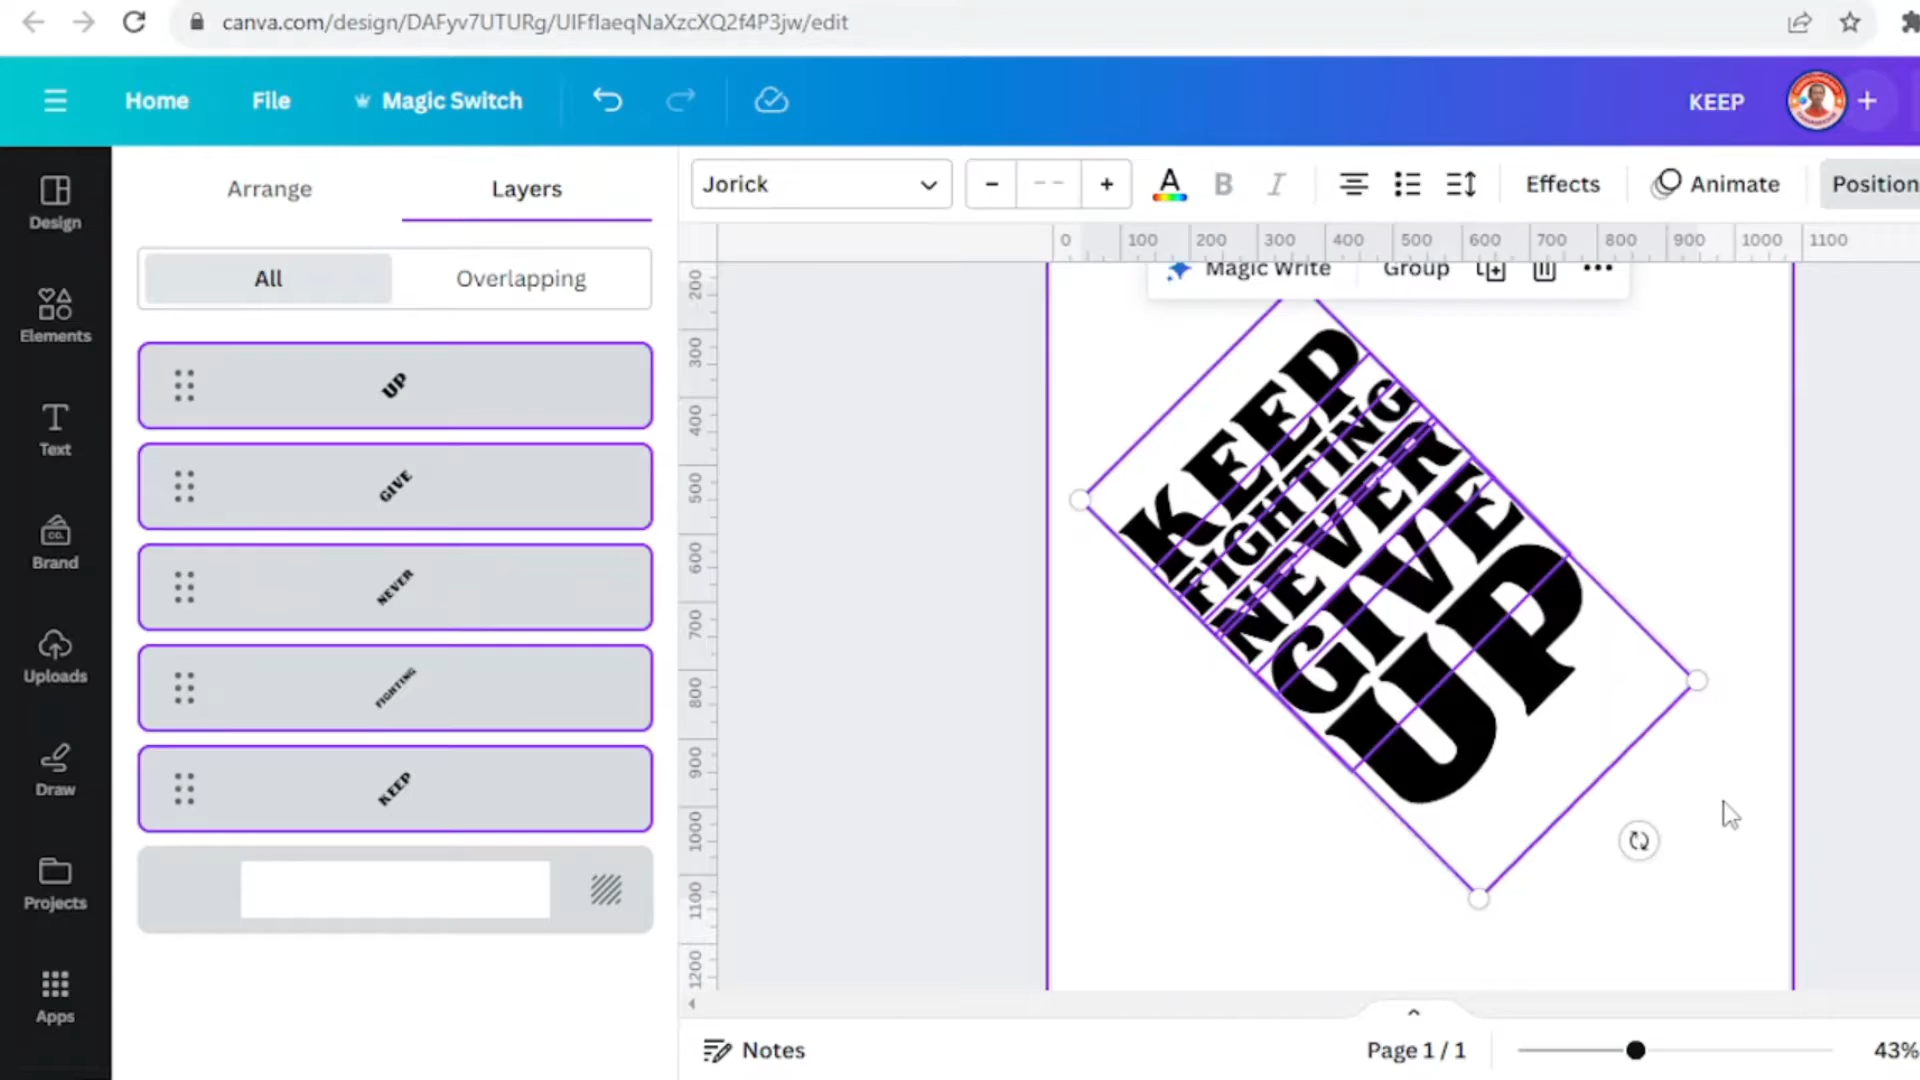 canva.com/design/DAFyv7UTURg/UIFflaeqNaXzcXQ2f4P3jw/edit
Home File Magic Switch KEEP
Design
Elements
Text
CO.
Brand
Uploads
Draw
Projects
Apps
Arrange Layers
All Overlapping
UP
GIVE
NEVER
FIGHTING
KEEP
Jorick - -- + A B I Effects Animate Position
0 100 200 300 400 500 600 700 800 900 1000 1100
200
300
400
500
600
700
800
900
1000
1100
1200
Magic Write Group
KEEP
FIGHTING
NEVER
GIVE
UP
Notes Page 1 / 1 43%